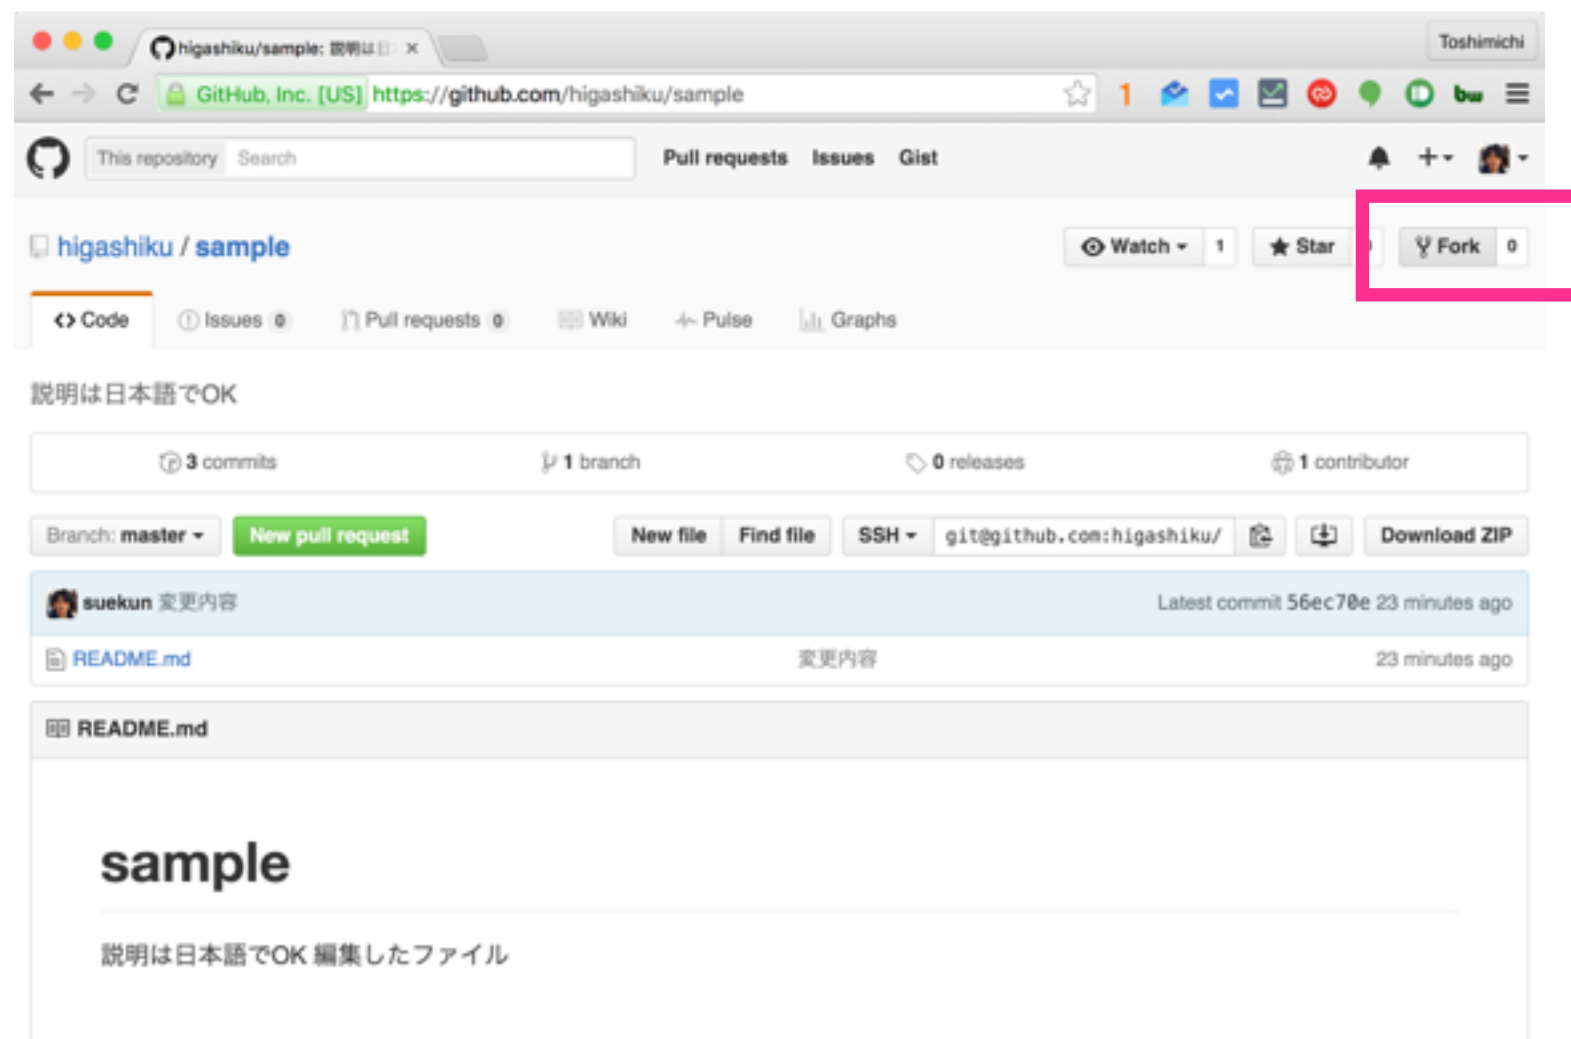 higashiku/sample: 説明は日 ×
Toshimichi
GitHub, Inc. [US] https://github.com/higashiku/sample
1
bw
This repository Search
Pull requests Issues Gist
higashiku / sample
Watch 1
Star
Fork 0
Code
Issues 0
Pull requests 0
Wiki
Pulse
Graphs
説明は日本語でOK
3 commits
1 branch
0 releases
1 contributor
Branch: master
New pull request
New file
Find file
SSH
git@github.com:higashiku/
Download ZIP
suekun 変更内容
Latest commit 56ec70e 23 minutes ago
README.md 変更内容 23 minutes ago
README.md
sample
説明は日本語でOK 編集したファイル